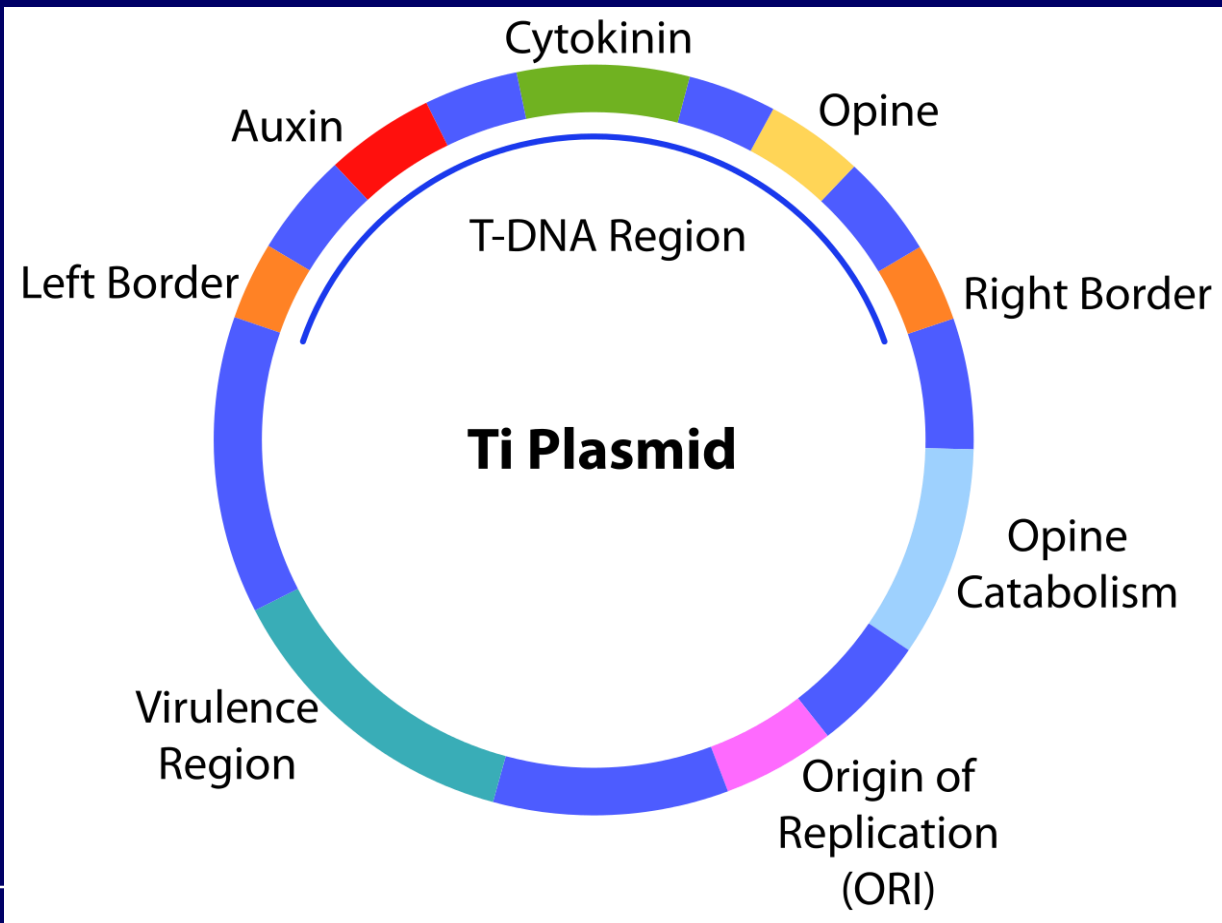 Cytokinin
Auxin
Opine
T-DNA Region
Left Border
Right Border
Ti Plasmid
Opine
Catabolism
Virulence
Region
Origin of
Replication
(ORI)